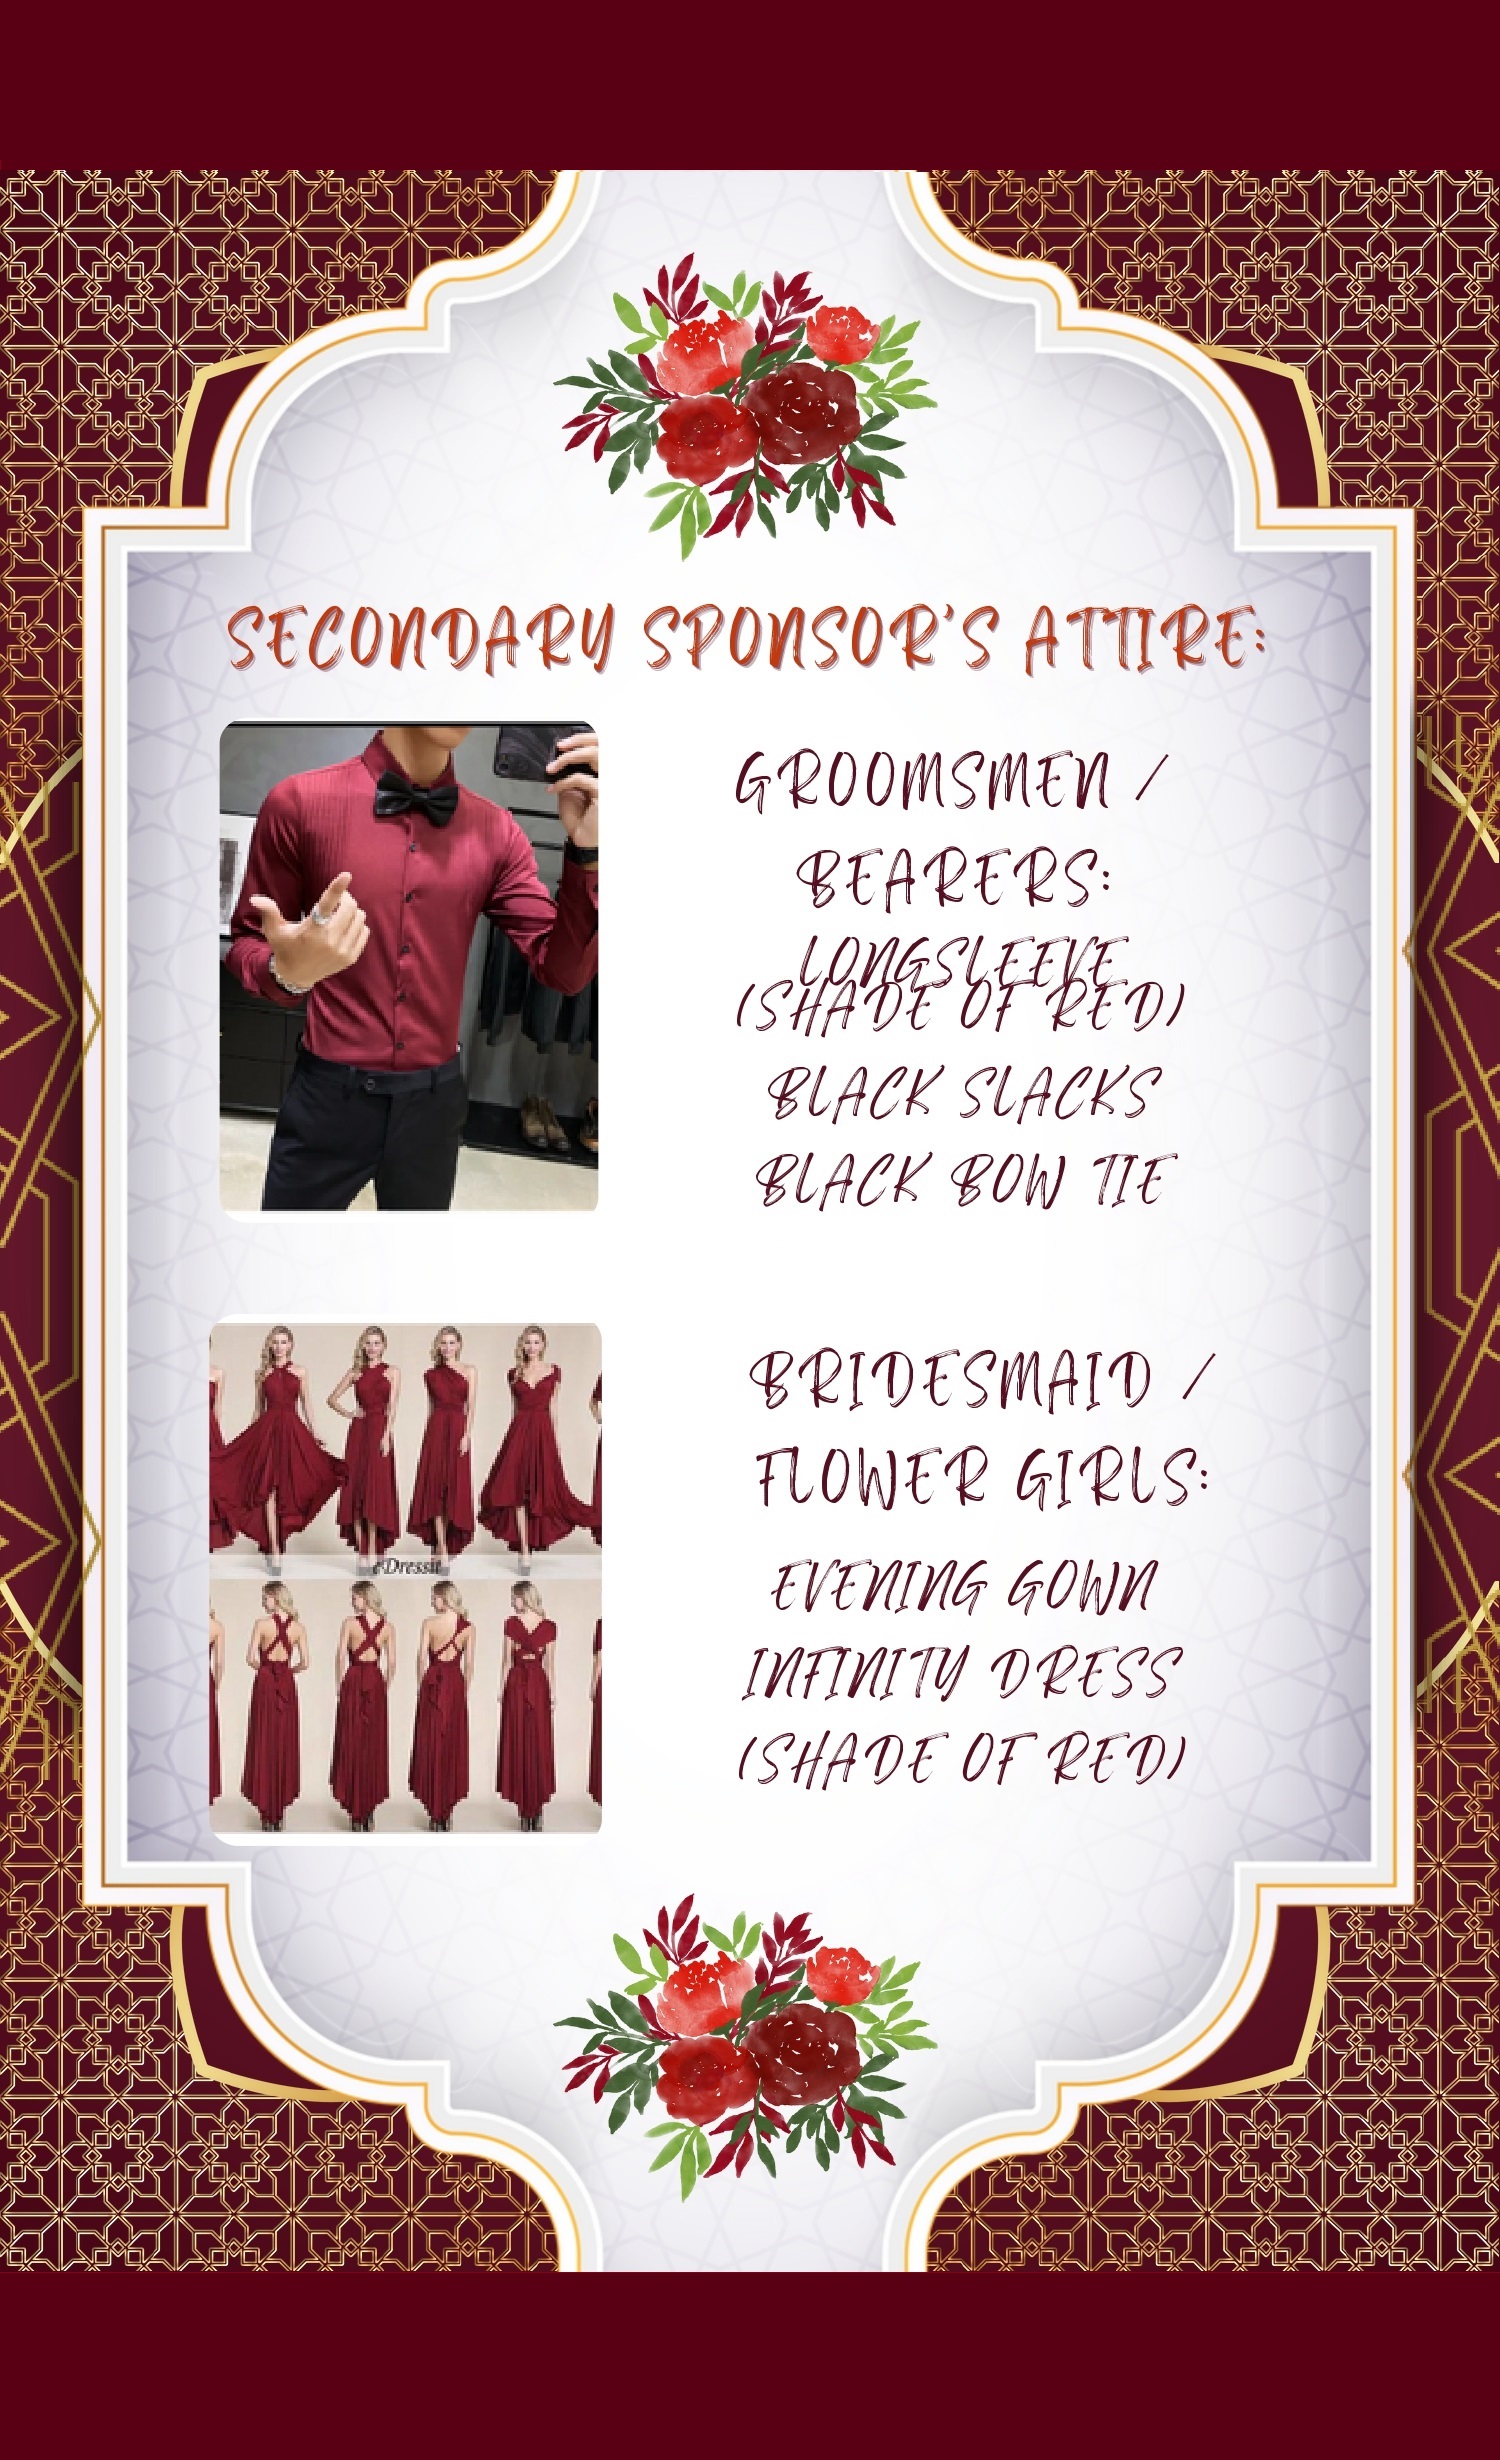 SECONDARY SPONSOR'S ATTIRE:
GROOMSMEN /
BEARERS:
LONGSLEEVE
(SHADE OF RED)
BLACK SLACKS
BLACK BOW TIE
BRIDESMAID /
FLOWER GIRLS:
eDressit
EVENING GOWN
INFINITY DRESS
(SHADE OF RED)